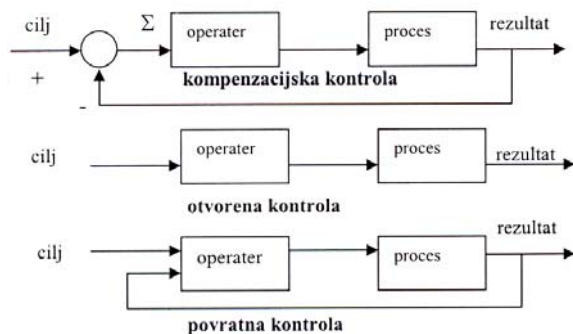 cilj Σ operater proces rezultat
+
kompenzacijska kontrola
-
cilj operater proces rezultat
otvorena kontrola
cilj operater proces rezultat
povratna kontrola